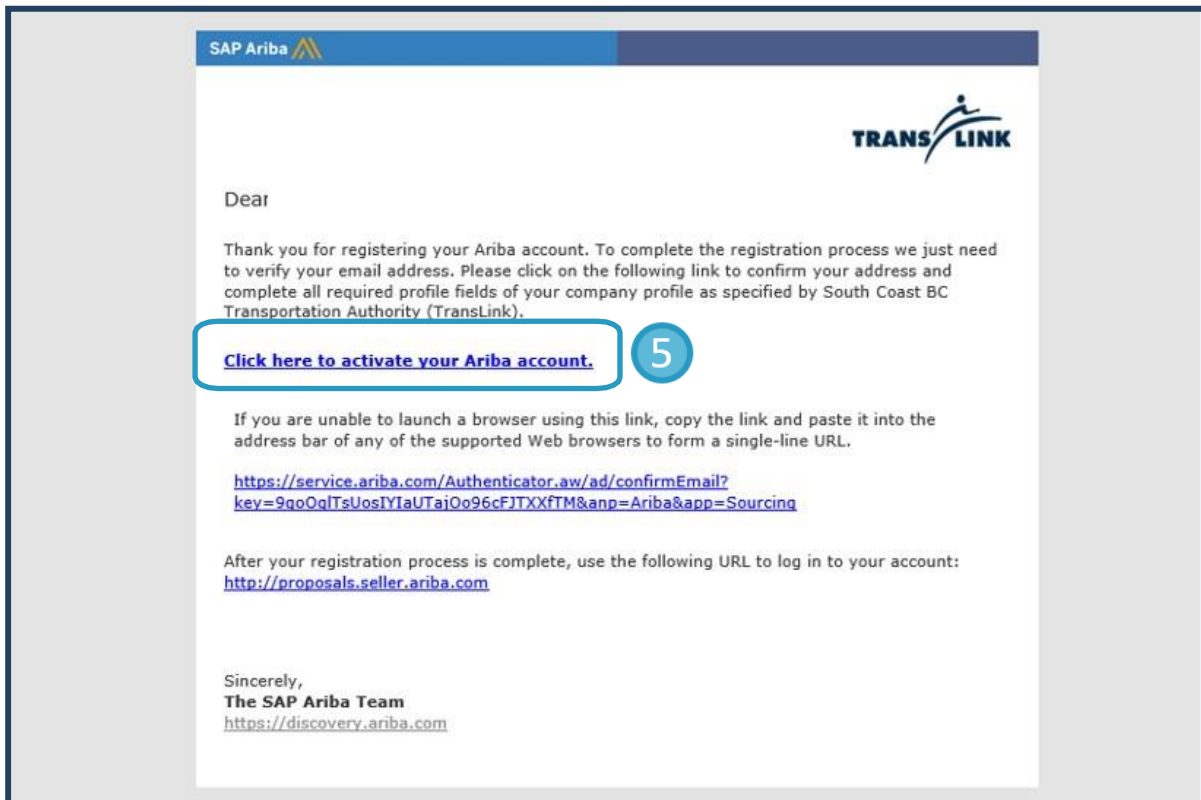 SAP Ariba
TRANS LINK
Dear
Thank you for registering your Ariba account. To complete the registration process we just need
to verify your email address. Please click on the following link to confirm your address and
complete all required profile fields of your company profile as specified by South Coast BC
Transportation Authority (TransLink).
Click here to activate your Ariba account.
5
If you are unable to launch a browser using this link, copy the link and paste it into the
address bar of any of the supported Web browsers to form a single-line URL.
https://service.ariba.com/Authenticator.aw/ad/confirmEmail?
key=9qoOqlTsUosIYIaUTajOo96cFJTXXfTM&anp=Ariba&app=Sourcing
After your registration process is complete, use the following URL to log in to your account:
http://proposals.seller.ariba.com
Sincerely,
The SAP Ariba Team
https://discovery.ariba.com